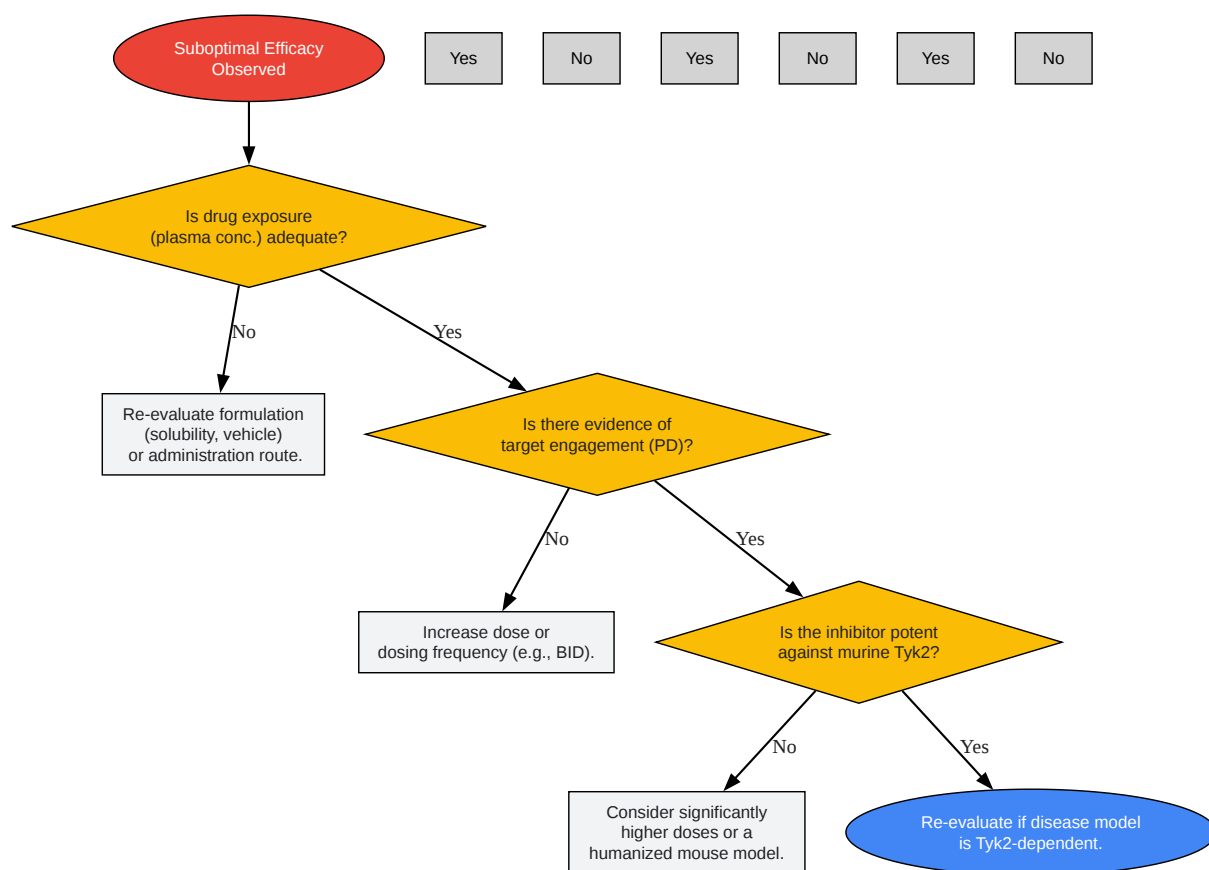 Suboptimal Efficacy
Observed
Yes
No
Yes
No
Yes
No
Is drug exposure
(plasma conc.) adequate?
No
Yes
Re-evaluate formulation
(solubility, vehicle)
or administration route.
Is there evidence of
target engagement (PD)?
No
Yes
Increase dose or
dosing frequency (e.g., BID).
Is the inhibitor potent
against murine Tyk2?
No
Yes
Consider significantly
higher doses or a
humanized mouse model.
Re-evaluate if disease model
is Tyk2-dependent.